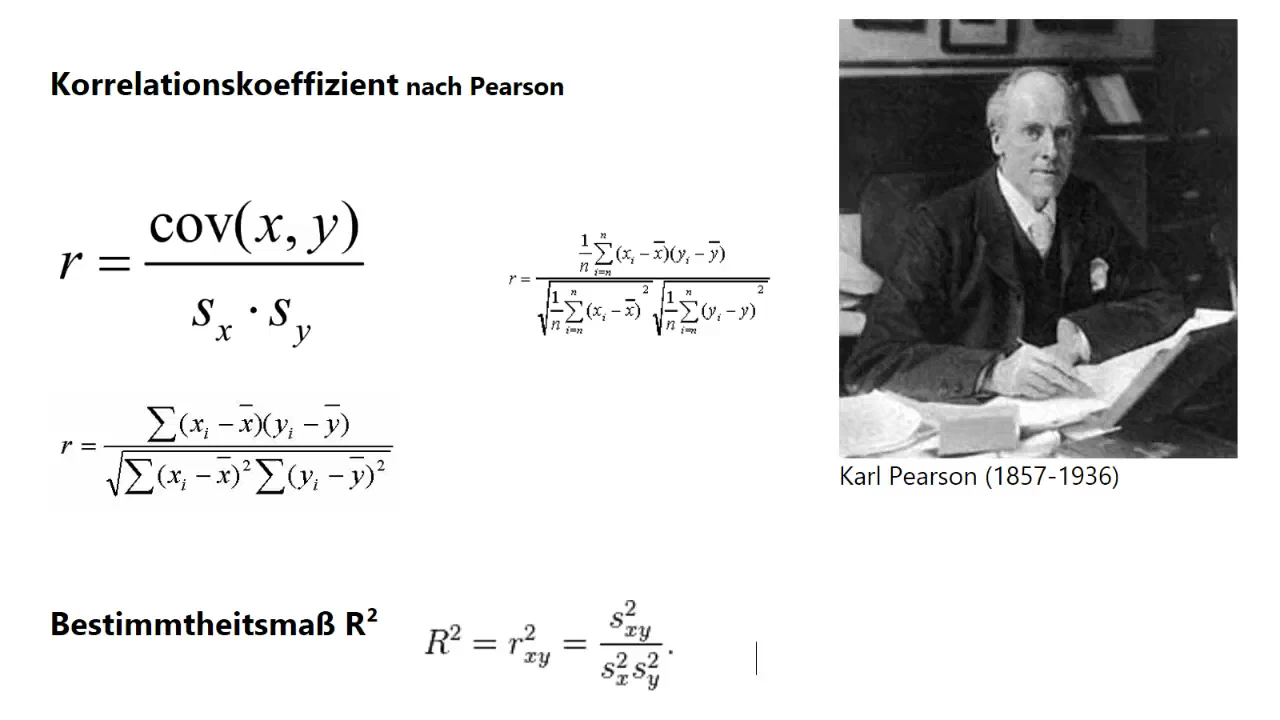 Korrelationskoeffizient nach Pearson
r = cov(x, y) / s_x · s_y
r = 1/n ∑_{i=n}^{n} (x_i − x̅)(y_i − y̅) / √(1/n ∑_{i=n}^{n} (x_i − x̅)^2) √(1/n ∑_{i=n}^{n} (y_i − y)^2)
r = ∑(x_i − x̅)(y_i − y̅) / √(∑(x_i − x̅)² ∑(y_i − y̅)²)
Karl Pearson (1857-1936)
Bestimmtheitsmaß R² R² = r²_xy = s²_xy / s²_x s²_y .